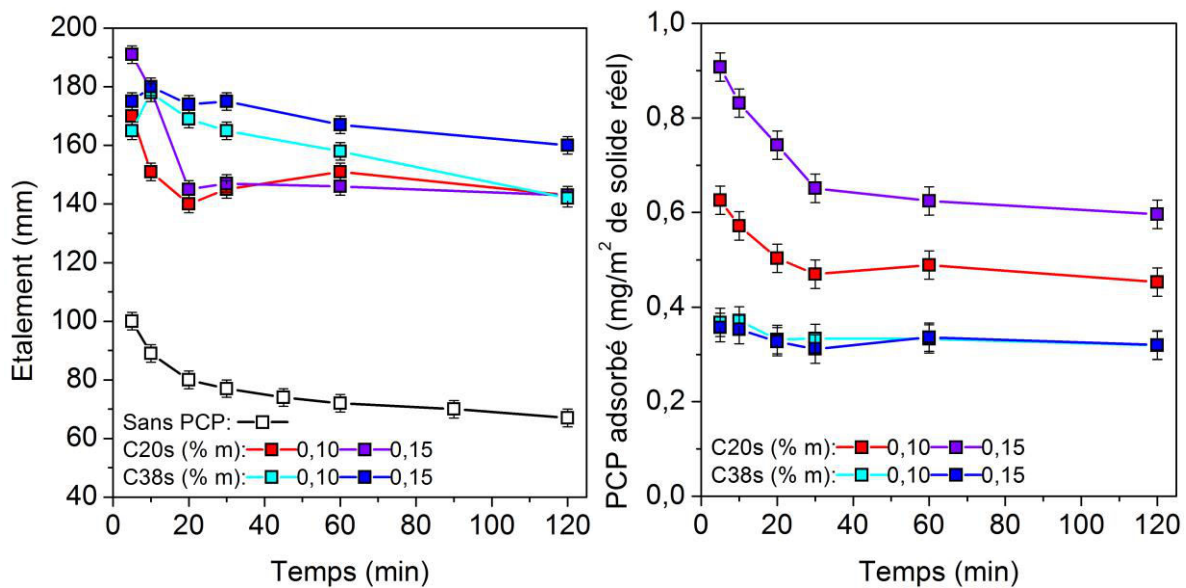 200
180
160
140
120
100
80
60
40
Etalement (mm)
Sans PCP:
C20s (% m): 0,10 0,15
C38s (% m): 0,10 0,15
0 20 40 60 80 100 120
Temps (min)
1,0
0,8
0,6
0,4
0,2
0,0
PCP adsorbé (mg/m² de solide réel)
C20s (% m): 0,10 0,15
C38s (% m): 0,10 0,15
0 20 40 60 80 100 120
Temps (min)